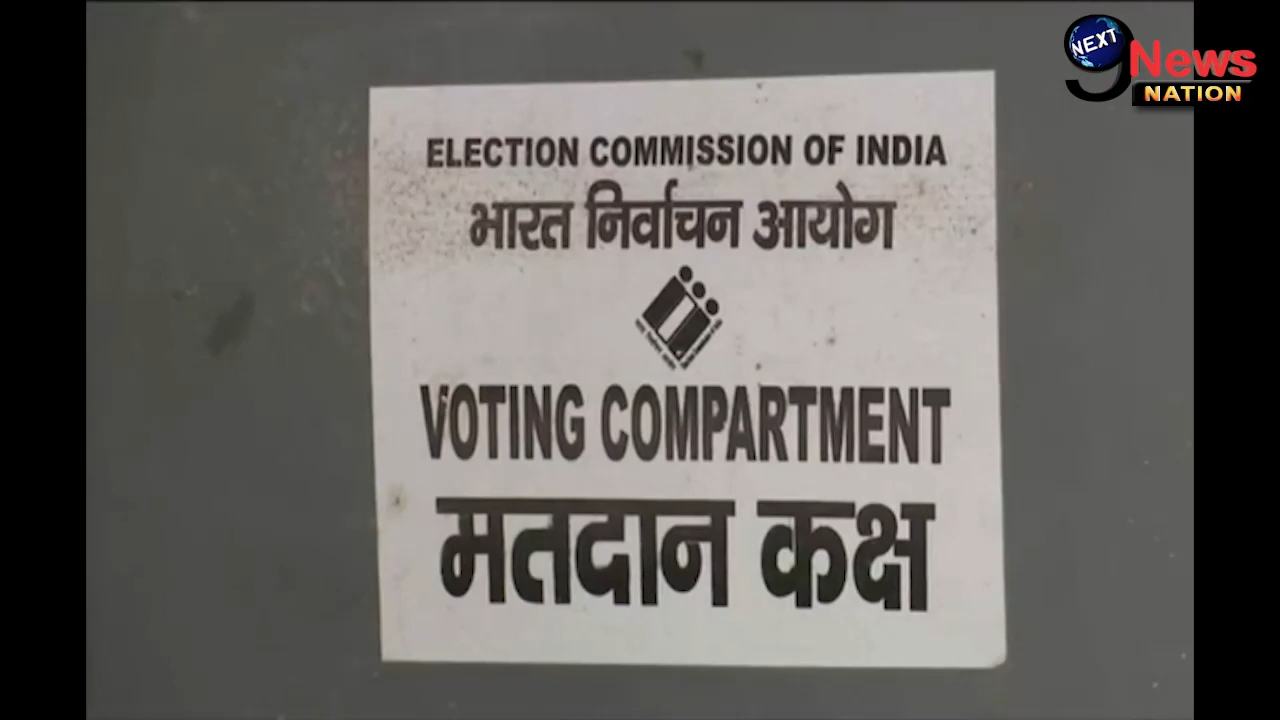 NEXT
9 News
NATION
ELECTION COMMISSION OF INDIA
भारत निर्वाचन आयोग
VOTING COMPARTMENT
मतदान कक्ष